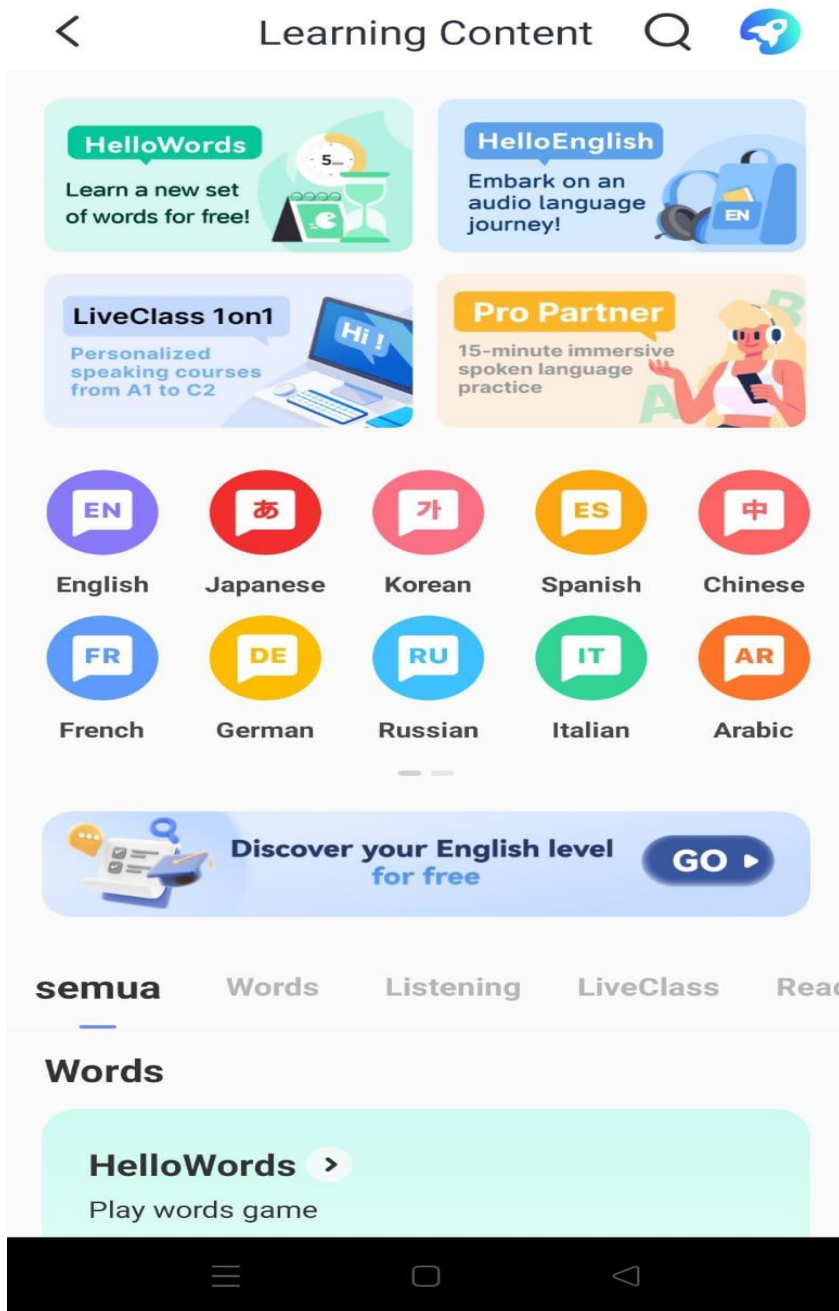 Learning Content
HelloWords
Learn a new set
of words for free!
5min
HelloEnglish
Embark on an
audio language
journey!
EN
LiveClass 1on1
Personalized
speaking courses
from A1 to C2
Hi !
Pro Partner
15-minute immersive
spoken language
practice
B
A
EN
あ
가
ES
中
English
Japanese
Korean
Spanish
Chinese
FR
DE
RU
IT
AR
French
German
Russian
Italian
Arabic
Discover your English level
for free
GO
semua
Words
Listening
LiveClass
Read
Words
HelloWords
Play words game